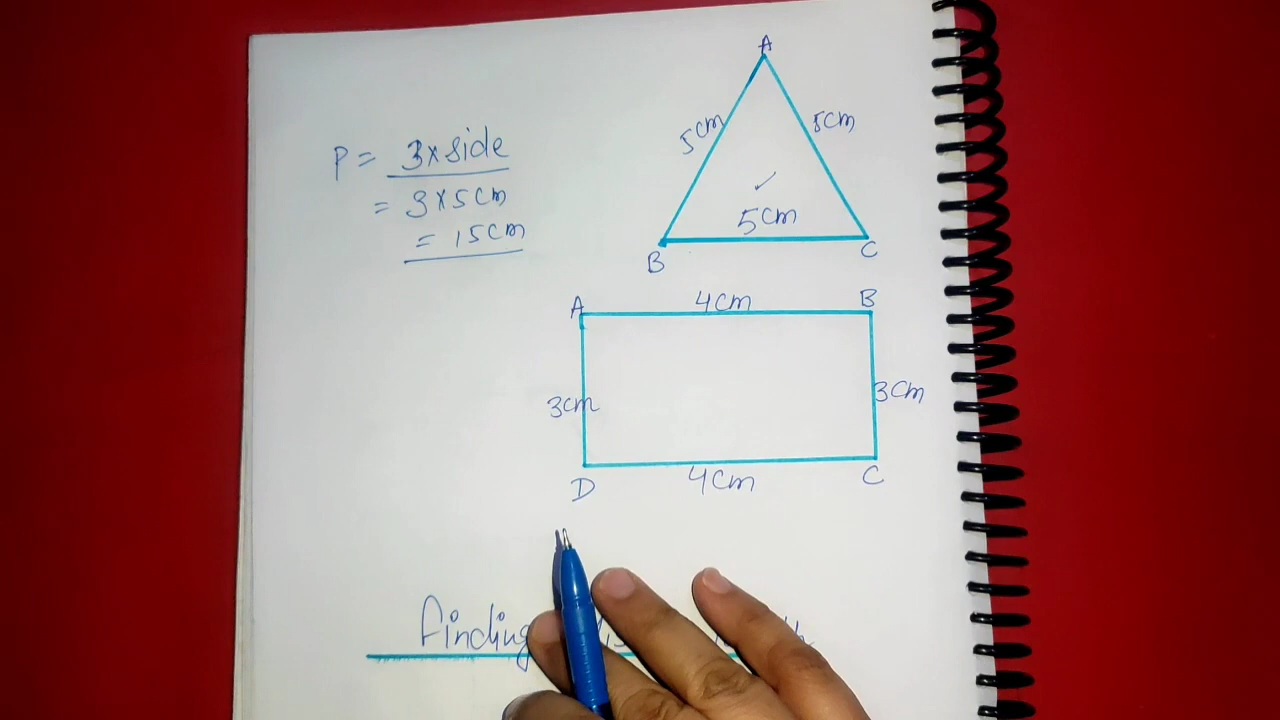 P = 3×side
= 3×5cm
= 15cm
A
5cm
5cm
5cm
B
C
A
4cm
B
3cm
3cm
D
4cm
C
Finding